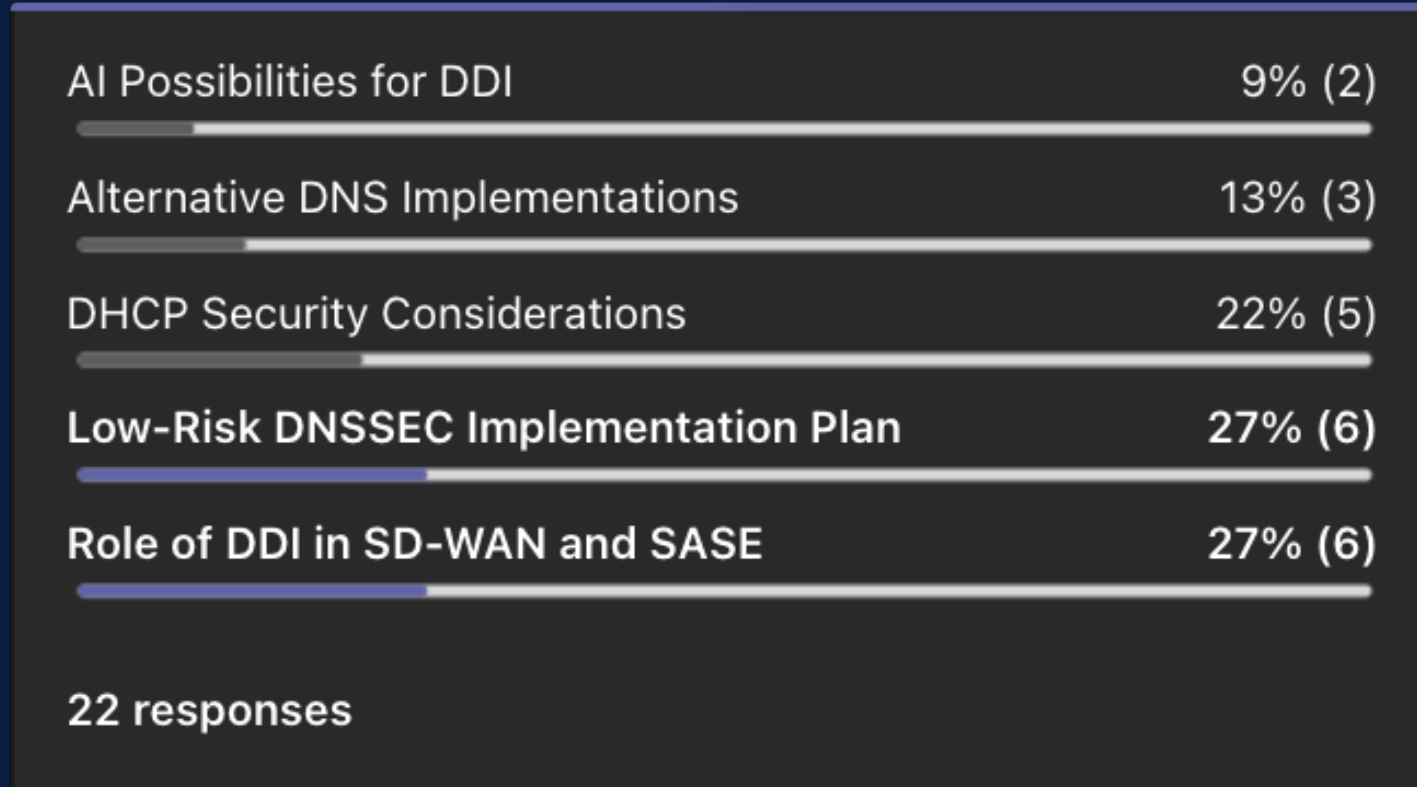 AI Possibilities for DDI 9% (2)
Alternative DNS Implementations 13% (3)
DHCP Security Considerations 22% (5)
Low-Risk DNSSEC Implementation Plan 27% (6)
Role of DDI in SD-WAN and SASE 27% (6)
22 responses